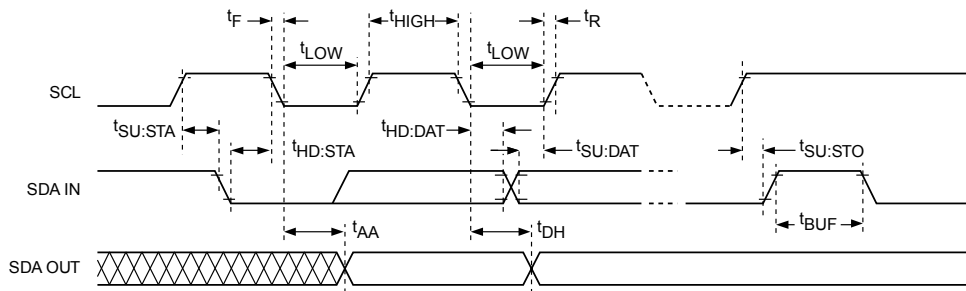 tF
tHIGH
tR
tLOW
tLOW
SCL
tSU:STA
tHD:STA
tHD:DAT
tSU:DAT
tSU:STO
SDA IN
tBUF
tAA
tDH
SDA OUT